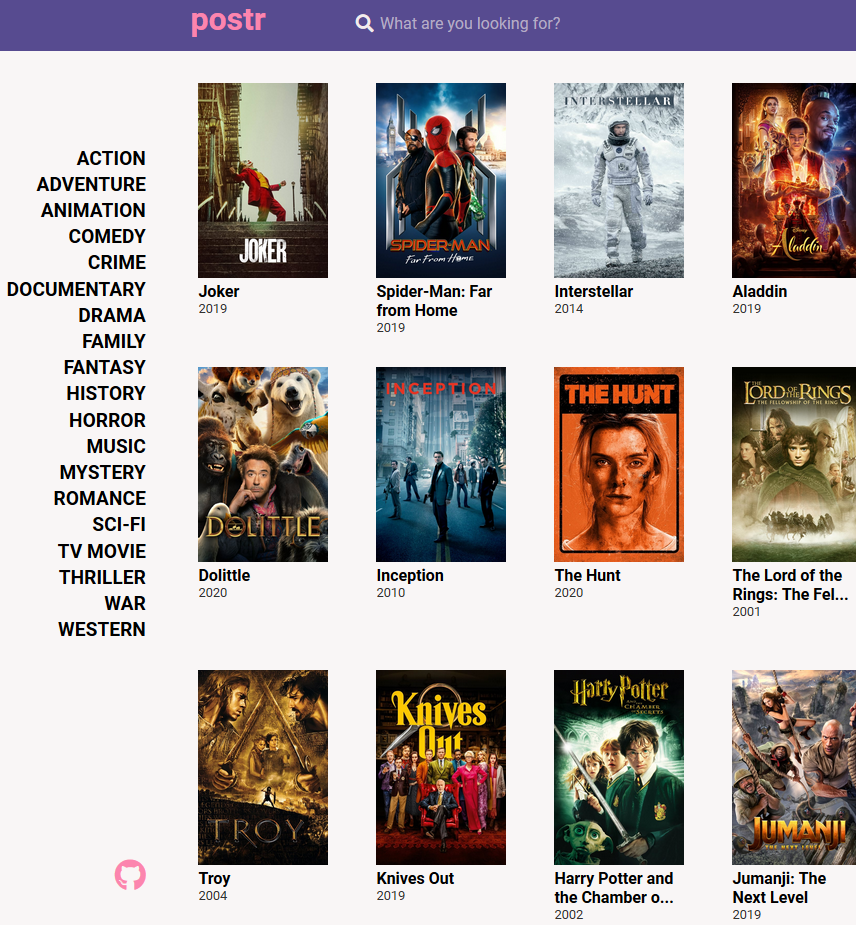 postr
What are you looking for?
ACTION
ADVENTURE
ANIMATION
COMEDY
CRIME
DOCUMENTARY
DRAMA
FAMILY
FANTASY
HISTORY
HORROR
MUSIC
MYSTERY
ROMANCE
SCI-FI
TV MOVIE
THRILLER
WAR
WESTERN
JOKER
Joker
2019
SPIDER-MAN
Far From Home
Spider-Man: Far
from Home
2019
INTERSTELLAR
Interstellar
2014
Disney
Aladdin
Aladdin
2019
DOLITTLE
Dolittle
2020
INCEPTION
Inception
2010
THE HUNT
The Hunt
2020
THE
LORD OF THE RINGS
THE FELLOWSHIP OF THE RING
The Lord of the
Rings: The Fel...
2001
TROY
Troy
2004
Knives
Out
Knives Out
2019
Harry Potter
AND THE
CHAMBER OF
SECRETS
Harry Potter and
the Chamber o...
2002
JUMANJI
THE NEXT LEVEL
Jumanji: The
Next Level
2019